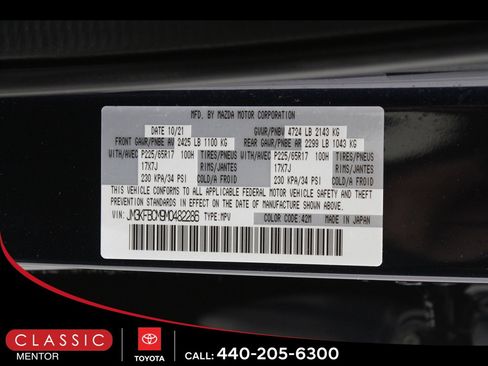 MFD. BY MAZDA MOTOR CORPORATION
DATE 10/21 GVWR/PNBV 4724 LB 2143 KG
FRONT GAWR/PNBE AV 2425 LB 1100 KG REAR GAWR/PNBE AR 2299 LB 1043 KG
WITH/AVEC P225/65R17 100H TIRES/PNEUS WITH/AVEC P225/65R17 100H TIRES/PNEUS
17X7J RIMS/JANTES 17X7J RIMS/JANTES
230 KPA/34 PSI COLD/A FROID 230 KPA/34 PSI COLD/A FROID
THIS VEHICLE CONFORMS TO ALL APPLICABLE FEDERAL MOTOR VEHICLE SAFETY AND THEFT
PREVENTION STANDARDS IN EFFECT ON THE DATE OF MANUFACTURE SHOWN ABOVE.
VIN: JM3KFBCM9M0482286 TYPE: MPV COLOR CODE: 42M MADE IN JAPAN
CLASSIC
MENTOR
TOYOTA
CALL: 440-205-6300